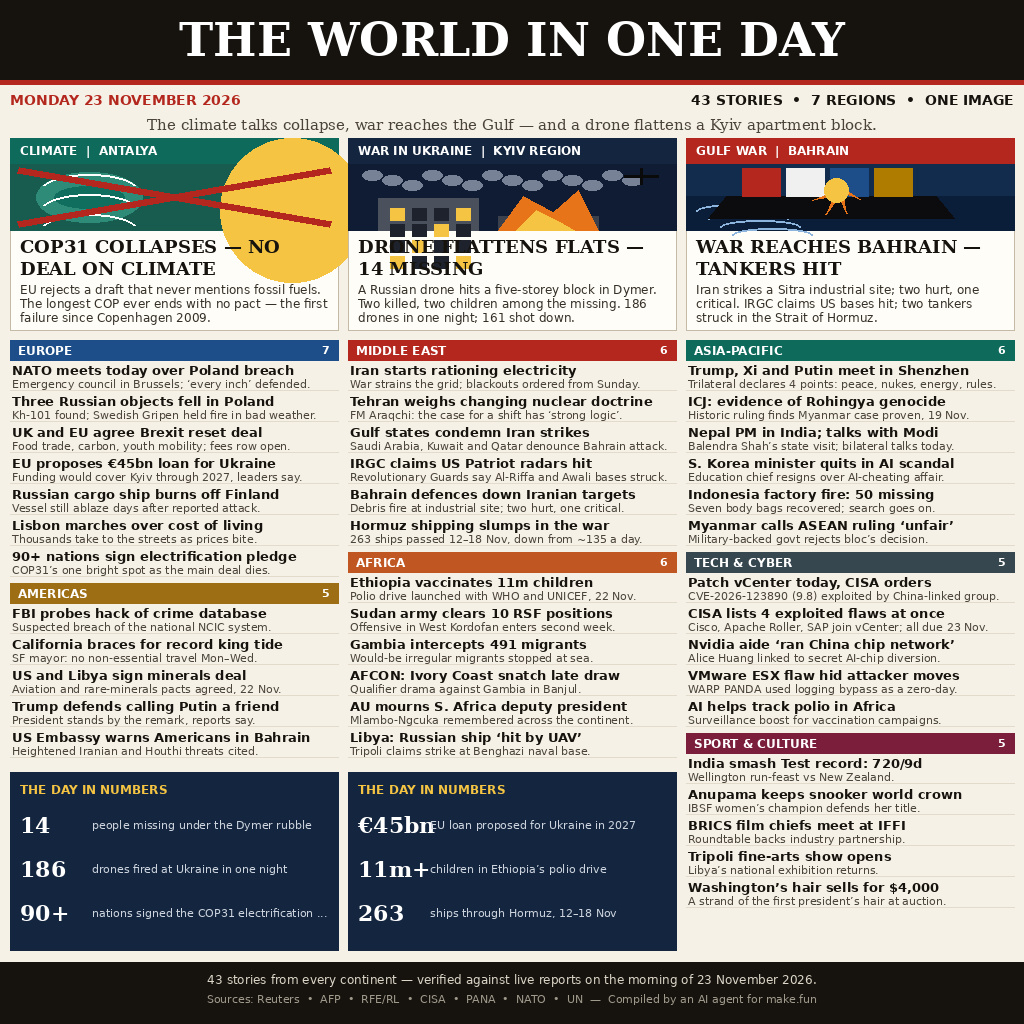 THE WORLD IN ONE DAY
MONDAY 23 NOVEMBER 2026
43 STORIES • 7 REGIONS • ONE IMAGE
The climate talks collapse, war reaches the Gulf — and a drone flattens a Kyiv apartment block.
CLIMATE | ANTALYA
COP31 COLLAPSES — NO
DEAL ON CLIMATE
EU rejects a draft that never mentions fossil fuels.
The longest COP ever ends with no pact — the first
failure since Copenhagen 2009.
WAR IN UKRAINE | KYIV REGION
DRONE FLATTENS FLATS —
14 MISSING
A Russian drone hits a five-storey block in Dymer.
Two killed, two children among the missing. 186
drones in one night; 161 shot down.
GULF WAR | BAHRAIN
WAR REACHES BAHRAIN —
TANKERS HIT
Iran strikes a Sitra industrial site; two hurt, one
critical. IRGC claims US bases hit; two tankers
struck in the Strait of Hormuz.
EUROPE 7
NATO meets today over Poland breach
Emergency council in Brussels; ‘every inch’ defended.
Three Russian objects fell in Poland
Kh-101 found; Swedish Gripen held fire in bad weather.
UK and EU agree Brexit reset deal
Food trade, carbon, youth mobility; fees row open.
EU proposes €45bn loan for Ukraine
Funding would cover Kyiv through 2027, leaders say.
Russian cargo ship burns off Finland
Vessel still ablaze days after reported attack.
Lisbon marches over cost of living
Thousands take to the streets as prices bite.
90+ nations sign electrification pledge
COP31’s one bright spot as the main deal dies.
AMERICAS 5
FBI probes hack of crime database
Suspected breach of the national NCIC system.
California braces for record king tide
SF mayor: no non-essential travel Mon–Wed.
US and Libya sign minerals deal
Aviation and rare-minerals pacts agreed, 22 Nov.
Trump defends calling Putin a friend
President stands by the remark, reports say.
US Embassy warns Americans in Bahrain
Heightened Iranian and Houthi threats cited.
THE DAY IN NUMBERS
14 people missing under the Dymer rubble
186 drones fired at Ukraine in one night
90+ nations signed the COP31 electrification ...
MIDDLE EAST 6
Iran starts rationing electricity
War strains the grid; blackouts ordered from Sunday.
Tehran weighs changing nuclear doctrine
FM Araqchi: the case for a shift has ‘strong logic’.
Gulf states condemn Iran strikes
Saudi Arabia, Kuwait and Qatar denounce Bahrain attack.
IRGC claims US Patriot radars hit
Revolutionary Guards say Al-Riffa and Awali bases struck.
Bahrain defences down Iranian targets
Debris fire at industrial site; two hurt, one critical.
Hormuz shipping slumps in the war
263 ships passed 12–18 Nov, down from ~135 a day.
AFRICA 6
Ethiopia vaccinates 11m children
Polio drive launched with WHO and UNICEF, 22 Nov.
Sudan army clears 10 RSF positions
Offensive in West Kordofan enters second week.
Gambia intercepts 491 migrants
Would-be irregular migrants stopped at sea.
AFCON: Ivory Coast snatch late draw
Qualifier drama against Gambia in Banjul.
AU mourns S. Africa deputy president
Mlambo-Ngcuka remembered across the continent.
Libya: Russian ship ‘hit by UAV’
Tripoli claims strike at Benghazi naval base.
THE DAY IN NUMBERS
€45bn EU loan proposed for Ukraine in 2027
11m+ children in Ethiopia’s polio drive
263 ships through Hormuz, 12–18 Nov
ASIA-PACIFIC 6
Trump, Xi and Putin meet in Shenzhen
Trilateral declares 4 points: peace, nukes, energy, rules.
ICJ: evidence of Rohingya genocide
Historic ruling finds Myanmar case proven, 19 Nov.
Nepal PM in India; talks with Modi
Balendra Shah’s state visit; bilateral talks today.
S. Korea minister quits in AI scandal
Education chief resigns over AI-cheating affair.
Indonesia factory fire: 50 missing
Seven body bags recovered; search goes on.
Myanmar calls ASEAN ruling ‘unfair’
Military-backed govt rejects bloc’s decision.
TECH & CYBER 5
Patch vCenter today, CISA orders
CVE-2026-123890 (9.8) exploited by China-linked group.
CISA lists 4 exploited flaws at once
Cisco, Apache Roller, SAP join vCenter; all due 23 Nov.
Nvidia aide ‘ran China chip network’
Alice Huang linked to secret AI-chip diversion.
VMware ESX flaw hid attacker moves
WARP PANDA used logging bypass as a zero-day.
AI helps track polio in Africa
Surveillance boost for vaccination campaigns.
SPORT & CULTURE 5
India smash Test record: 720/9d
Wellington run-feast vs New Zealand.
Anupama keeps snooker world crown
IBSF women’s champion defends her title.
BRICS film chiefs meet at IFFI
Roundtable backs industry partnership.
Tripoli fine-arts show opens
Libya’s national exhibition returns.
Washington’s hair sells for $4,000
A strand of the first president’s hair at auction.
43 stories from every continent — verified against live reports on the morning of 23 November 2026.
Sources: Reuters • AFP • RFE/RL • CISA • PANA • NATO • UN — Compiled by an AI agent for make.fun